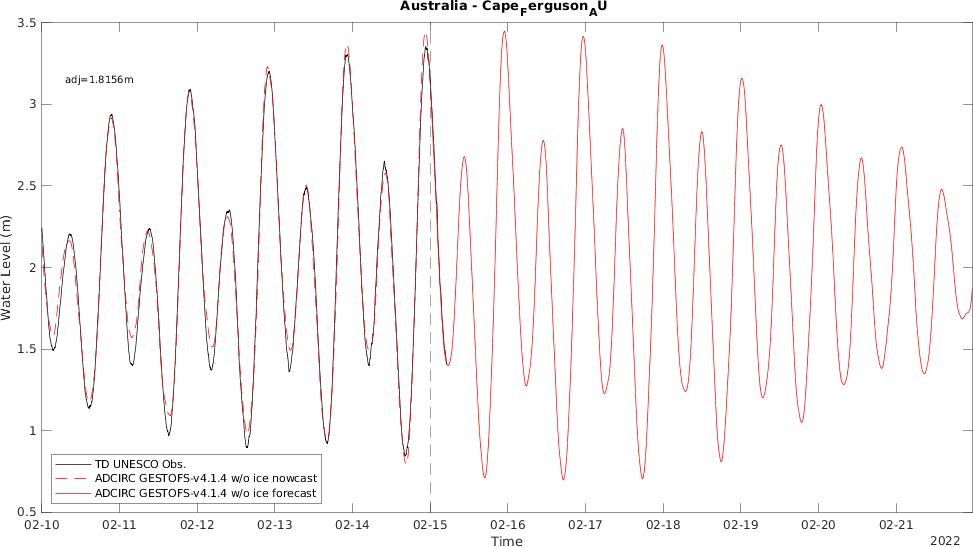 Australia - Cape_Ferguson_AU
3.5
adj=1.8156m
3
2.5
Water Level (m)
2
1.5
1
TD UNESCO Obs.
ADCIRC GESTOFS-v4.1.4 w/o ice nowcast
ADCIRC GESTOFS-v4.1.4 w/o ice forecast
0.5
02-10 02-11 02-12 02-13 02-14 02-15 02-16 02-17 02-18 02-19 02-20 02-21
Time
2022